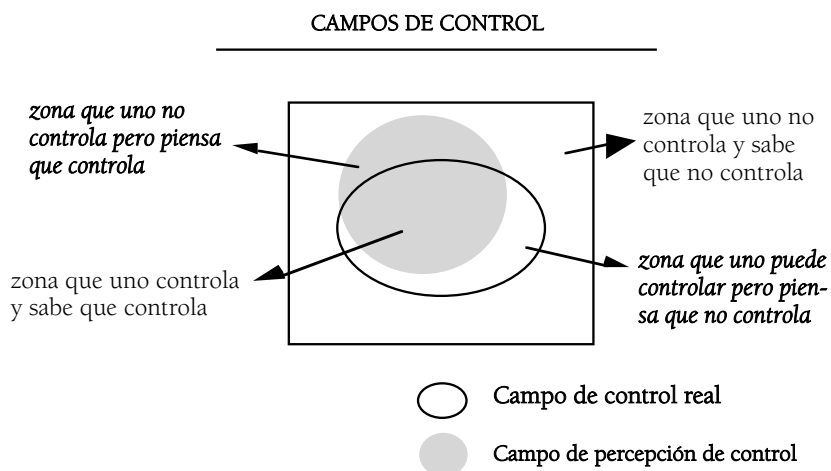 CAMPOS DE CONTROL
zona que uno no
controla pero piensa
que controla
zona que uno no
controla y sabe
que no controla
zona que uno controla
y sabe que controla
zona que uno puede
controlar pero pien-
sa que no controla
Campo de control real
Campo de percepción de control